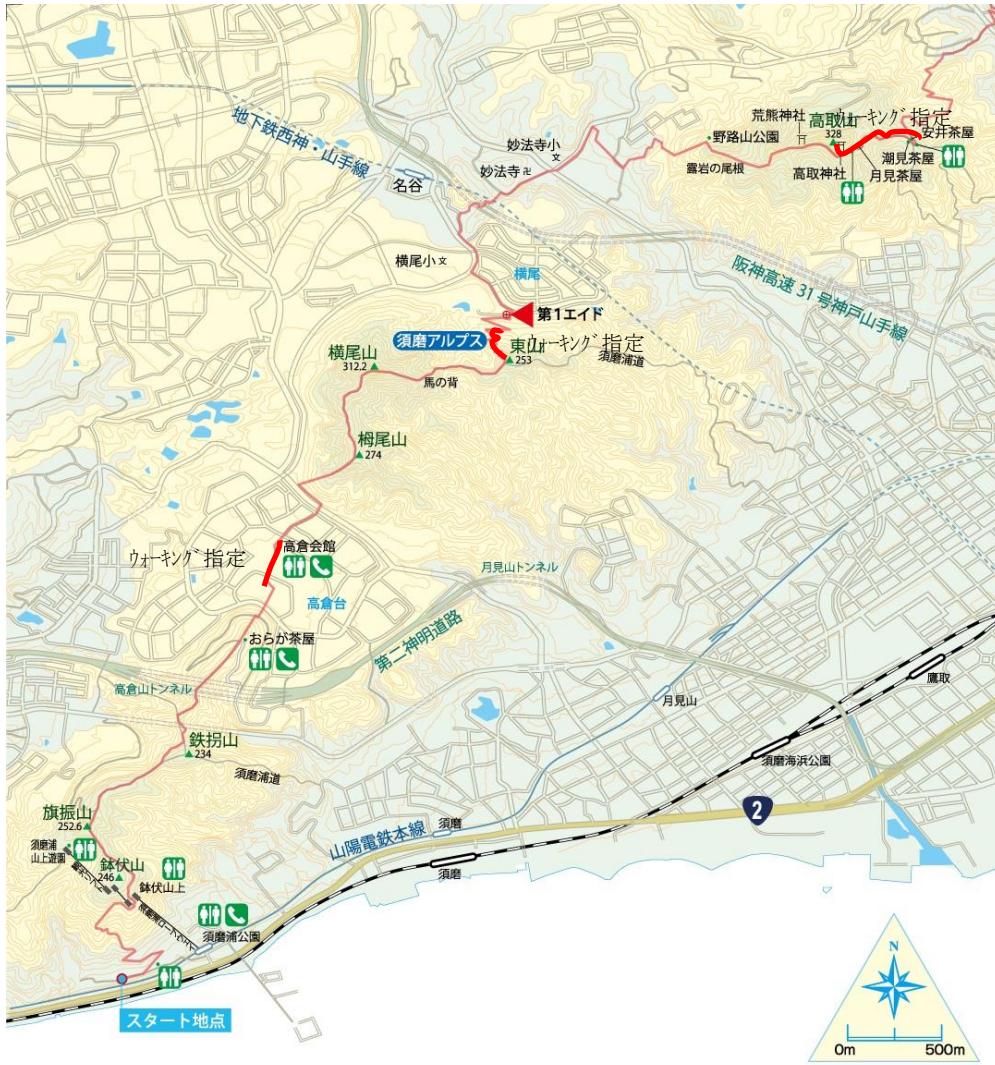 地下鉄西神・山手線
名谷
妙法寺小
妙法寺
荒熊神社
高取山
328
ウォーキング指定
安井茶屋
野路山公園
潮見茶屋
露岩の尾根
高取神社
月見茶屋
阪神高速31号神戸山手線
横尾小
横尾
第1エイド
須磨アルプス
ウォーキング指定
東山
253
須磨浦道
横尾山
312.2
馬の背
栂尾山
274
ウォーキング指定
高倉会館
高倉台
月見山トンネル
おらが茶屋
第二神明道路
高倉山トンネル
月見山
鷹取
鉄拐山
234
須磨浦道
須磨海浜公園
旗振山
252.6
須磨浦
山上遊園
鉢伏山
246
鉢伏山上
山陽電鉄本線
須磨
須磨
2
須磨浦公園
スタート地点
N
0m
500m